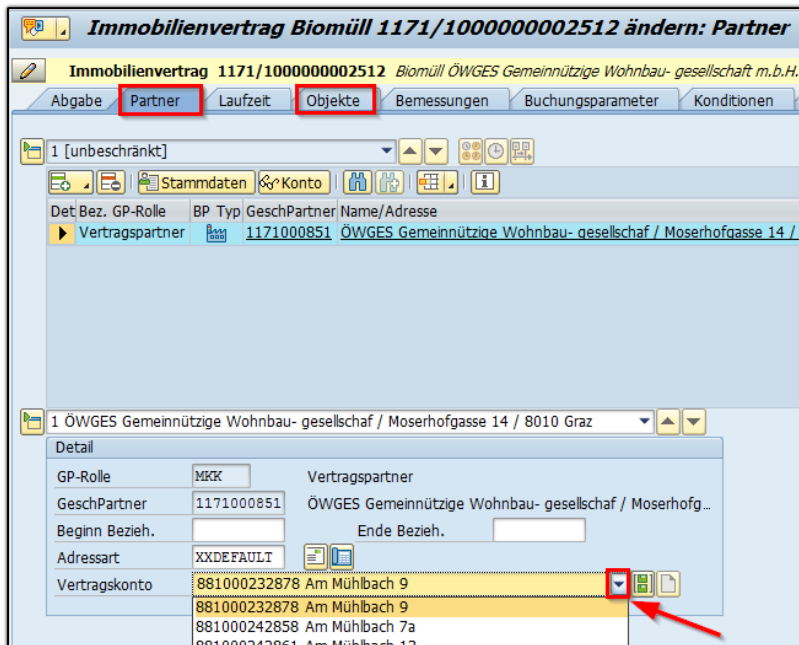 Immobilienvertrag Biomüll 1171/1000000002512 ändern: Partner
Immobilienvertrag 1171/1000000002512 Biomüll ÖWGES Gemeinnützige Wohnbau- gesellschaft m.b.H.
Abgabe Partner Laufzeit Objekte Bemessungen Buchungsparameter Konditionen
1 [unbeschränkt]
Stammdaten Konto
Det Bez. GP-Rolle BP Typ GeschPartner Name/Adresse
Vertragspartner 1171000851 ÖWGES Gemeinnützige Wohnbau- gesellschaf / Moserhofgasse 14 /
1 ÖWGES Gemeinnützige Wohnbau- gesellschaf / Moserhofgasse 14 / 8010 Graz
Detail
GP-Rolle MKK Vertragspartner
GeschPartner 1171000851 ÖWGES Gemeinnützige Wohnbau- gesellschaf / Moserhofg…
Beginn Bezieh. Ende Bezieh.
Adressart XXDEFAULT
Vertragskonto 881000232878 Am Mühlbach 9
881000232878 Am Mühlbach 9
881000242858 Am Mühlbach 7a
881000242861 Am Mühlbach 13